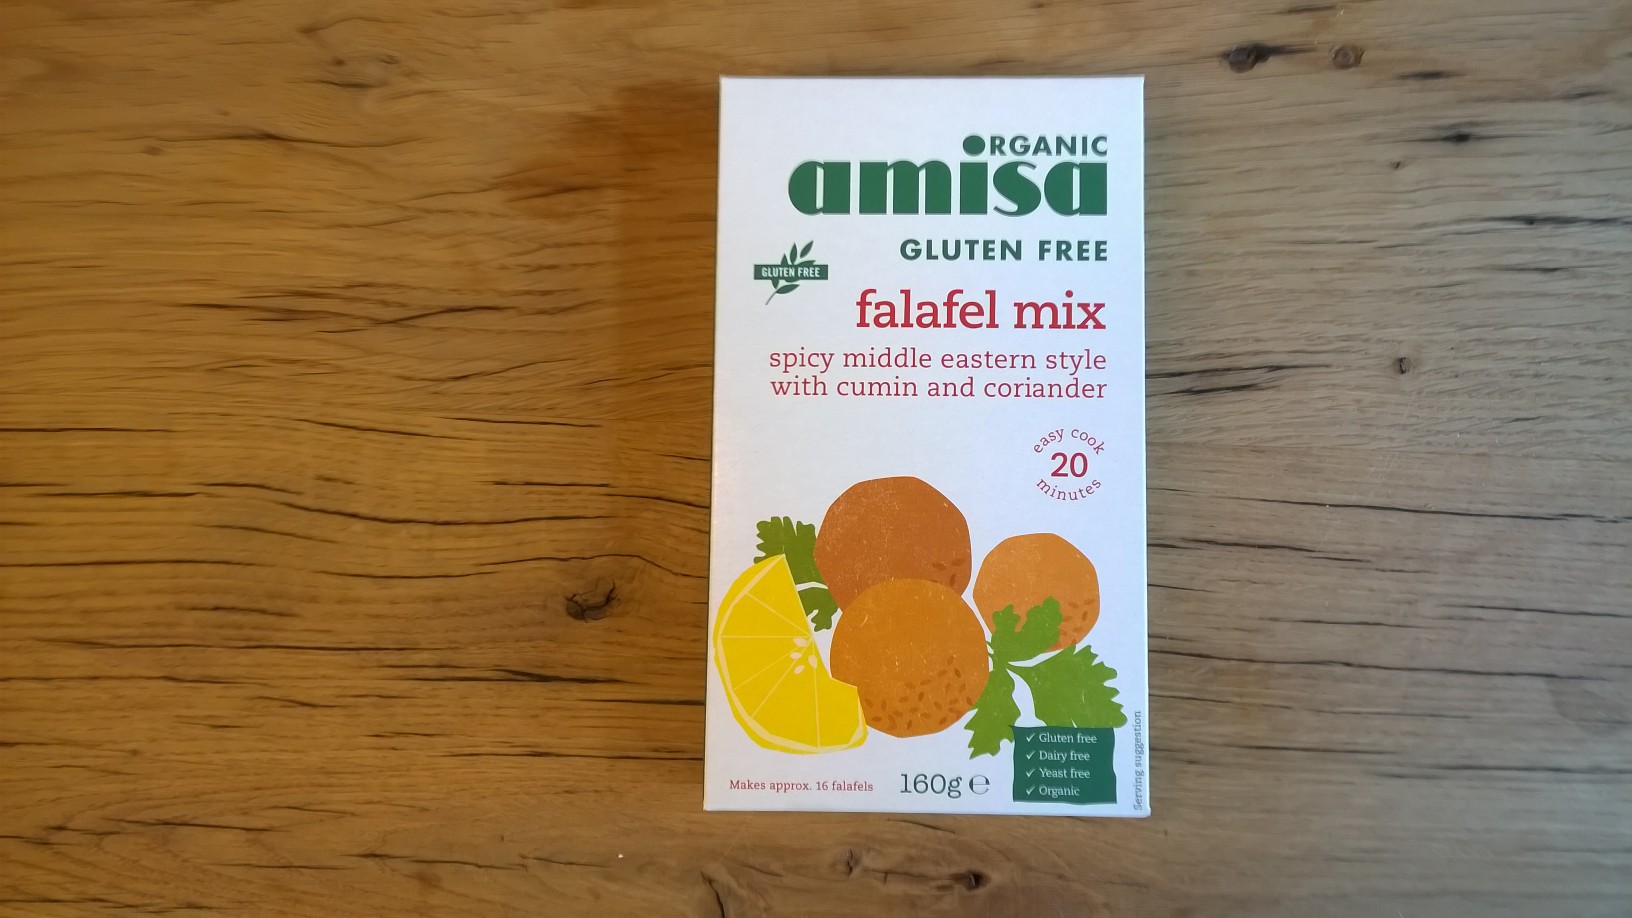 ORGANIC
amisa
GLUTEN FREE
GLUTEN FREE
falafel mix
spicy middle eastern style
with cumin and coriander
easy cook
20
minutes
Gluten free
Dairy free
Yeast free
Organic
Makes approx. 16 falafels
160g ℮
Serving suggestion